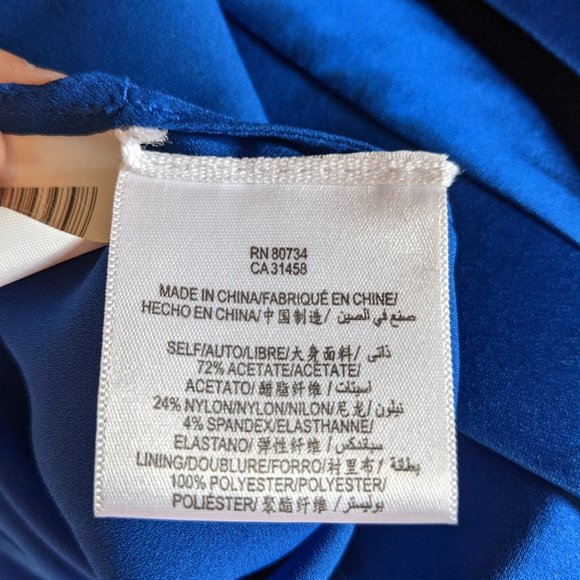 RN 80734
CA 31458
MADE IN CHINA/FABRIQUÉ EN CHINE/
HECHO EN CHINA/中国制造/ صنع في الصين
SELF/AUTO/LIBRE/大身面料/ ذاتى
72% ACETATE/ACÉTATE/
ACETATO/醋脂纤维/ اسيتات
24% NYLON/NYLON/NILON/尼龙/ نيلون
4% SPANDEX/ELASTHANNE/
ELASTANO/弹性纤维/ سباندكس
LINING/DOUBLURE/FORRO/衬里布/ بطانة
100% POLYESTER/POLYESTER/
POLIÉSTER/聚酯纤维/ بوليستر